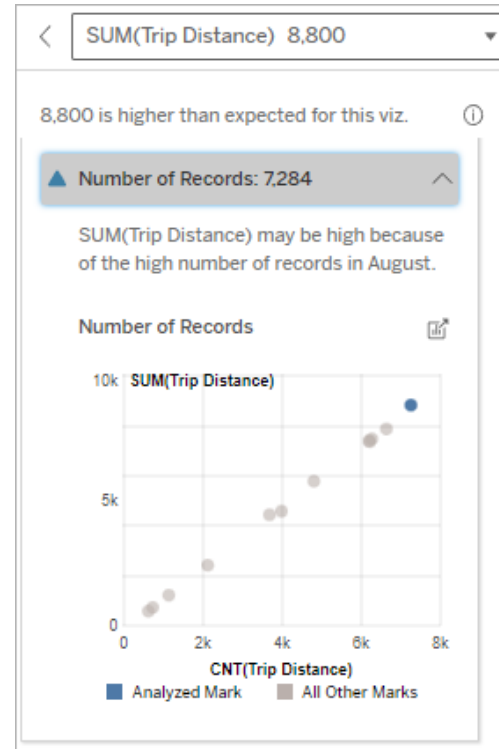 SUM(Trip Distance) 8,800
8,800 is higher than expected for this viz.
Number of Records: 7,284
SUM(Trip Distance) may be high because
of the high number of records in August.
Number of Records
10k SUM(Trip Distance)
5k
0
0 2k 4k 6k 8k
CNT(Trip Distance)
Analyzed Mark All Other Marks